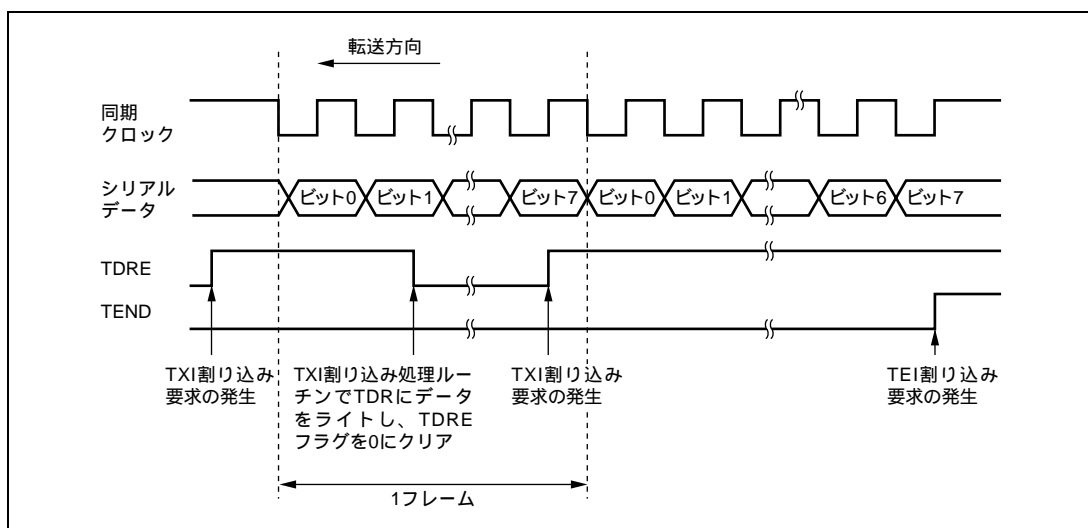 転送方向
同期
クロック
シリアル
データ
ビット0
ビット1
ビット7
ビット0
ビット1
ビット6
ビット7
TDRE
TEND
TXI割り込み
要求の発生
TXI割り込み処理ルー
チンでTDRにデータ
をライトし、TDRE
フラグを0にクリア
TXI割り込み
要求の発生
TEI割り込み
要求の発生
1フレーム